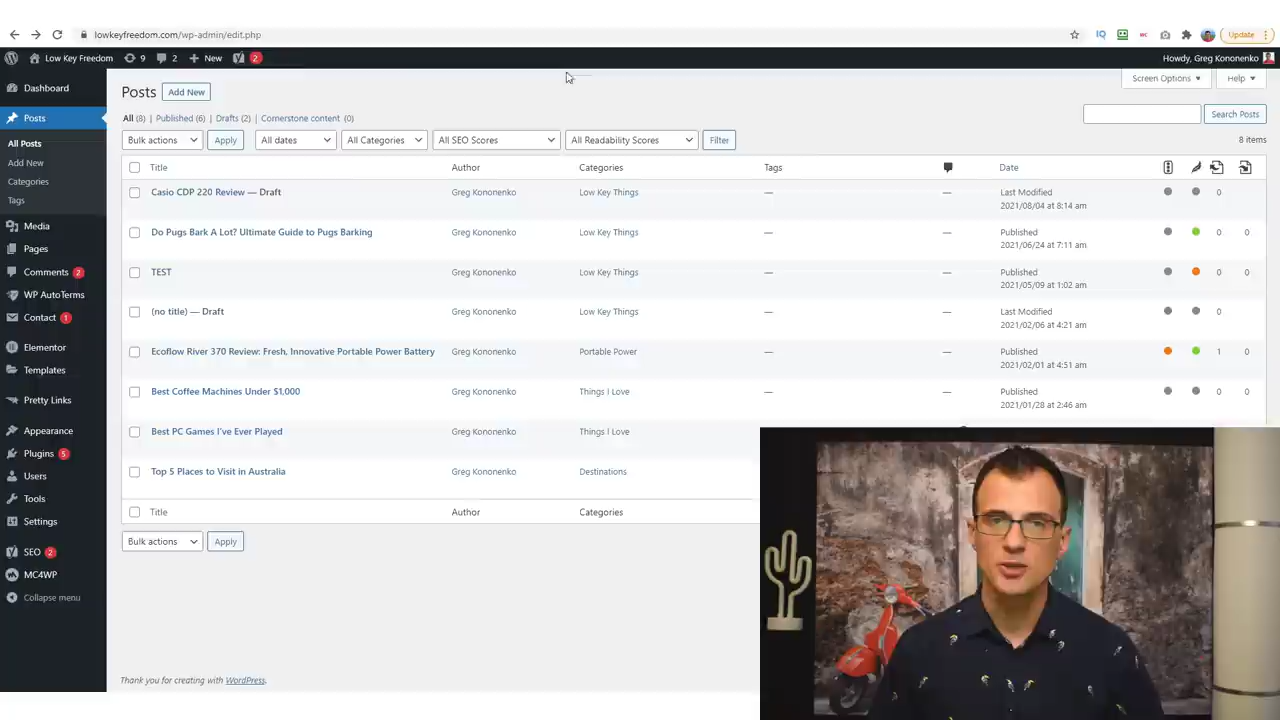 lowkeyfreedom.com/wp-admin/edit.php
Update
Low Key Freedom 9 2 + New 2 Howdy, Greg Kononenko
Dashboard
Posts
All Posts
Add New
Categories
Tags
Media
Pages
Comments 2
WP AutoTerms
Contact 1
Elementor
Templates
Pretty Links
Appearance
Plugins 5
Users
Tools
Settings
SEO 2
MC4WP
Collapse menu
Posts Add New
Screen Options Help
All (8) Published (6) Drafts (2) Cornerstone content (0)
Search Posts
Bulk actions Apply All dates All Categories All SEO Scores All Readability Scores Filter 8 items
Title Author Categories Tags Date
Casio CDP 220 Review — Draft Greg Kononenko Low Key Things — — Last Modified 0
2021/08/04 at 8:14 am
Do Pugs Bark A Lot? Ultimate Guide to Pugs Barking Greg Kononenko Low Key Things — — Published 0 0
2021/06/24 at 7:11 am
TEST Greg Kononenko Low Key Things — — Published 0 0
2021/05/09 at 1:02 am
(no title) — Draft Greg Kononenko Low Key Things — — Last Modified 0
2021/02/06 at 4:21 am
Ecoflow River 370 Review: Fresh, Innovative Portable Power Battery Greg Kononenko Portable Power — — Published 1 0
2021/02/01 at 4:51 am
Best Coffee Machines Under $1,000 Greg Kononenko Things I Love — — Published 0 0
2021/01/28 at 2:46 am
Best PC Games I've Ever Played Greg Kononenko Things I Love
Top 5 Places to Visit in Australia Greg Kononenko Destinations
Title Author Categories
Bulk actions Apply
Thank you for creating with WordPress.